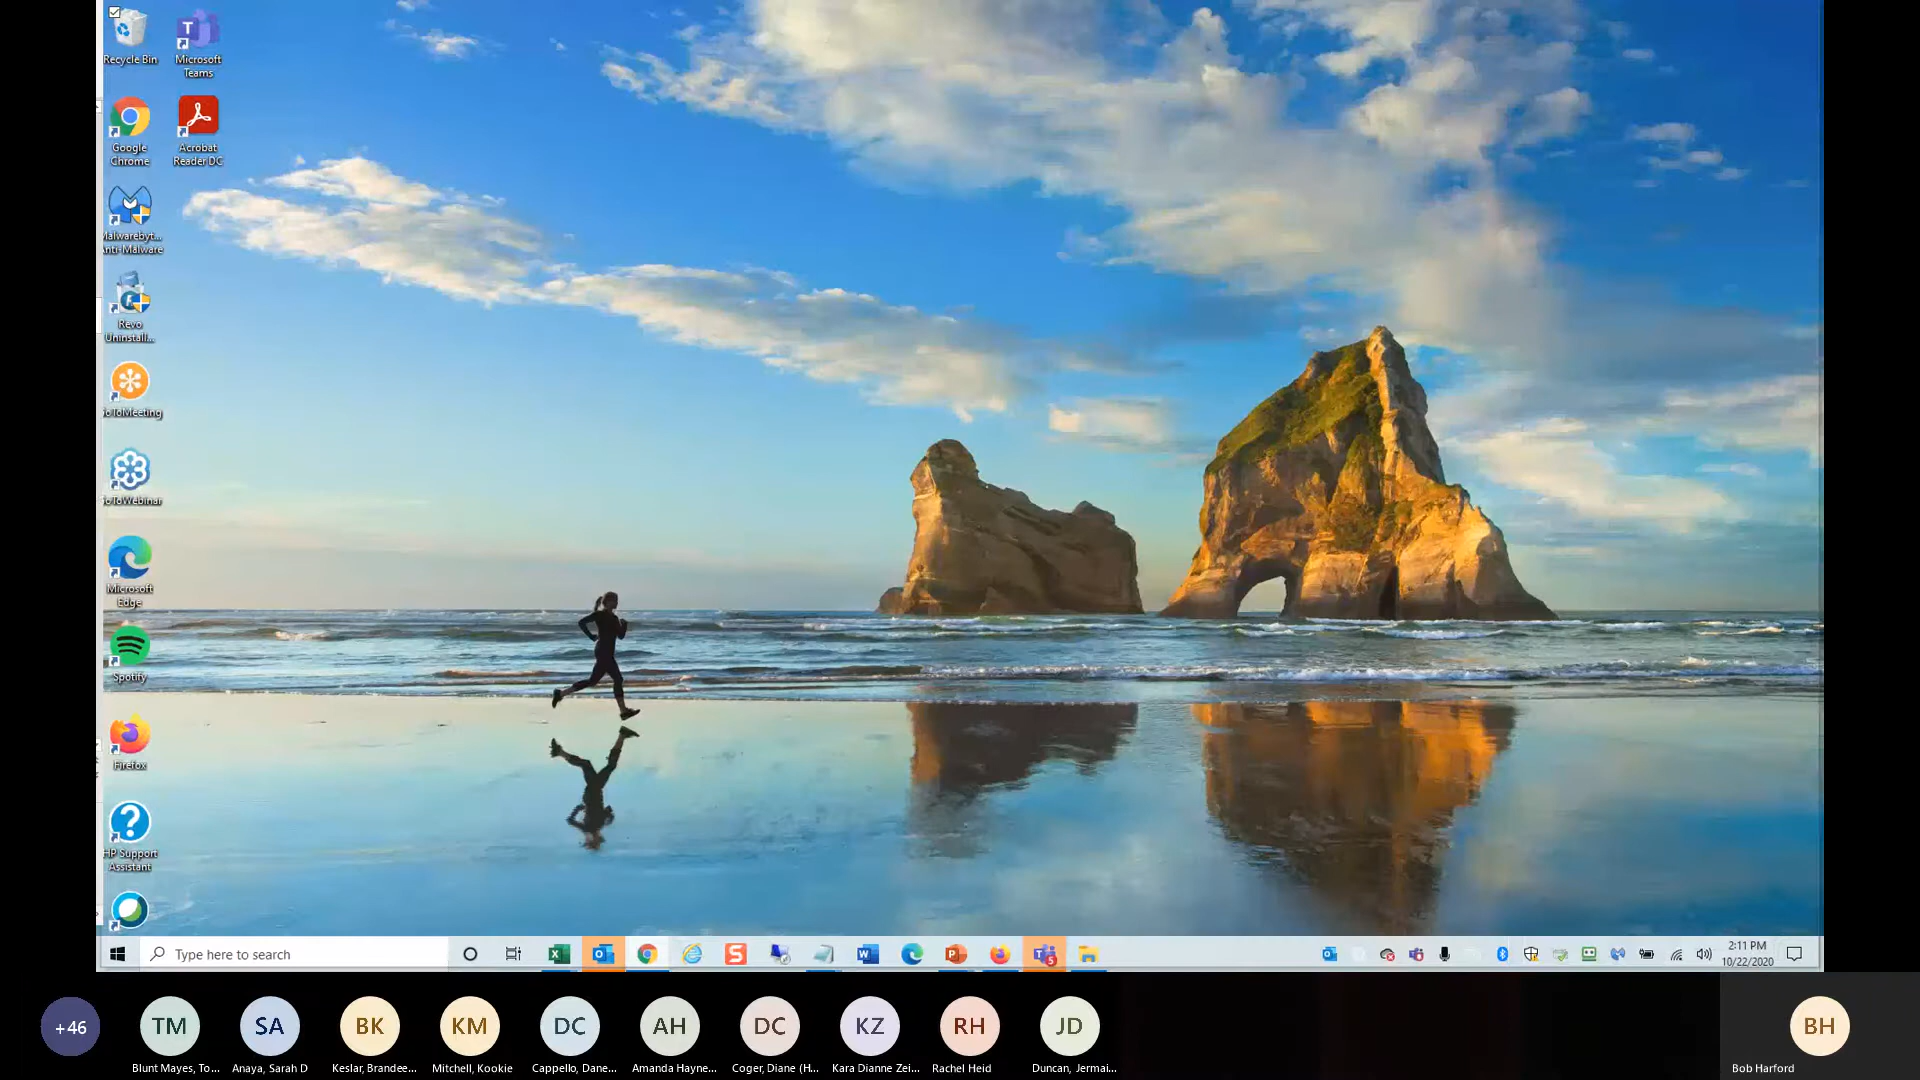 Recycle Bin
Microsoft
Teams
Google
Chrome
Acrobat
Reader DC
Malwarebyt...
Anti-Malware
Revo
Uninstall...
GoToMeeting
GoToWebinar
Microsoft
Edge
Spotify
Firefox
HP Support
Assistant
Type here to search
2:11 PM
10/22/2020
+46
TM
SA
BK
KM
DC
AH
DC
KZ
RH
JD
BH
Blunt Mayes, To...
Anaya, Sarah D
Keslar, Brandee...
Mitchell, Kookie
Cappello, Dane...
Amanda Hayne...
Coger, Diane (H...
Kara Dianne Zei...
Rachel Heid
Duncan, Jermai...
Bob Harford